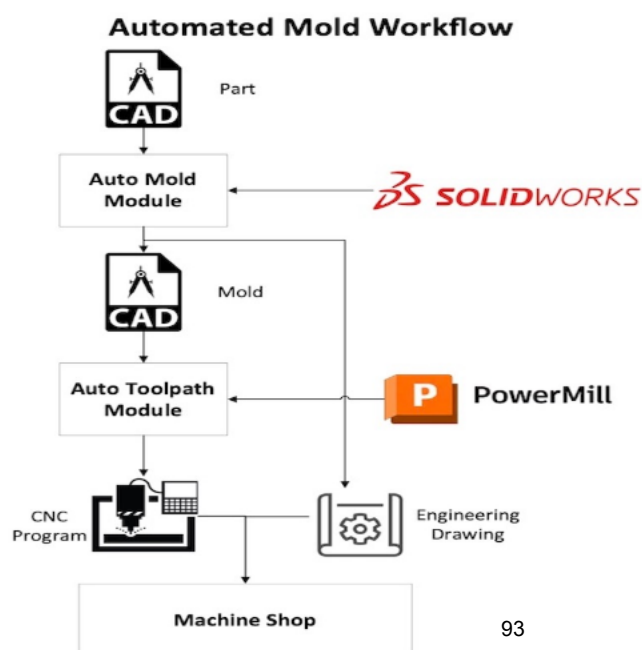 Automated Mold Workflow
CAD
Part
Auto Mold
Module
SOLIDWORKS
CAD
Mold
Auto Toolpath
Module
P
PowerMill
CNC
Program
Engineering
Drawing
Machine Shop
93